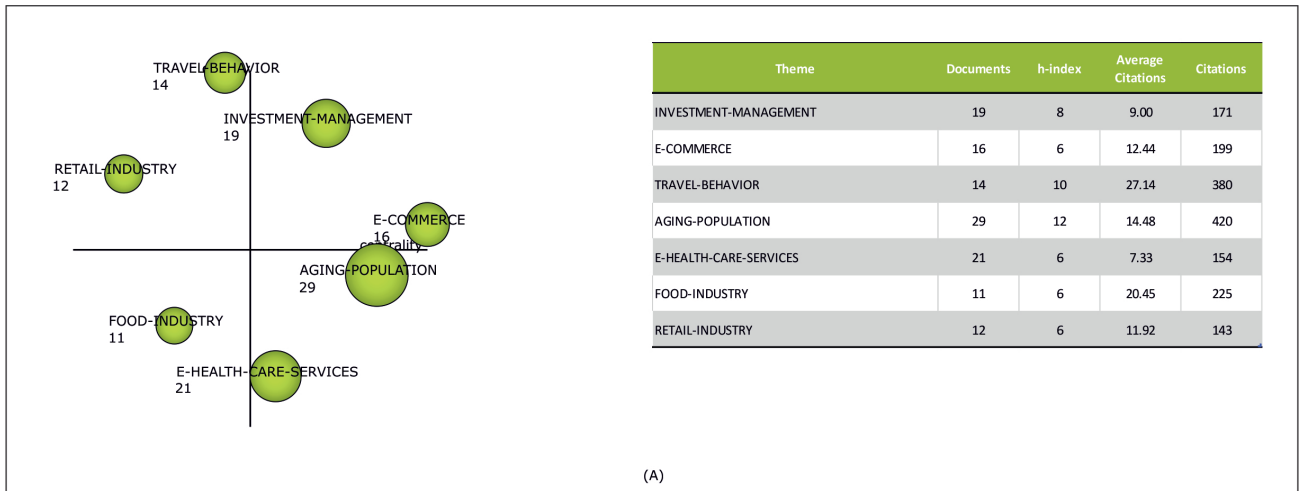 TRAVEL-BEHAVIOR
14
INVESTMENT-MANAGEMENT
19
RETAIL-INDUSTRY
12
E-COMMERCE
16
centrality
AGING-POPULATION
29
FOOD-INDUSTRY
11
E-HEALTH-CARE-SERVICES
21
Theme Documents h-index Average Citations Citations
INVESTMENT-MANAGEMENT 19 8 9.00 171
E-COMMERCE 16 6 12.44 199
TRAVEL-BEHAVIOR 14 10 27.14 380
AGING-POPULATION 29 12 14.48 420
E-HEALTH-CARE-SERVICES 21 6 7.33 154
FOOD-INDUSTRY 11 6 20.45 225
RETAIL-INDUSTRY 12 6 11.92 143
(A)